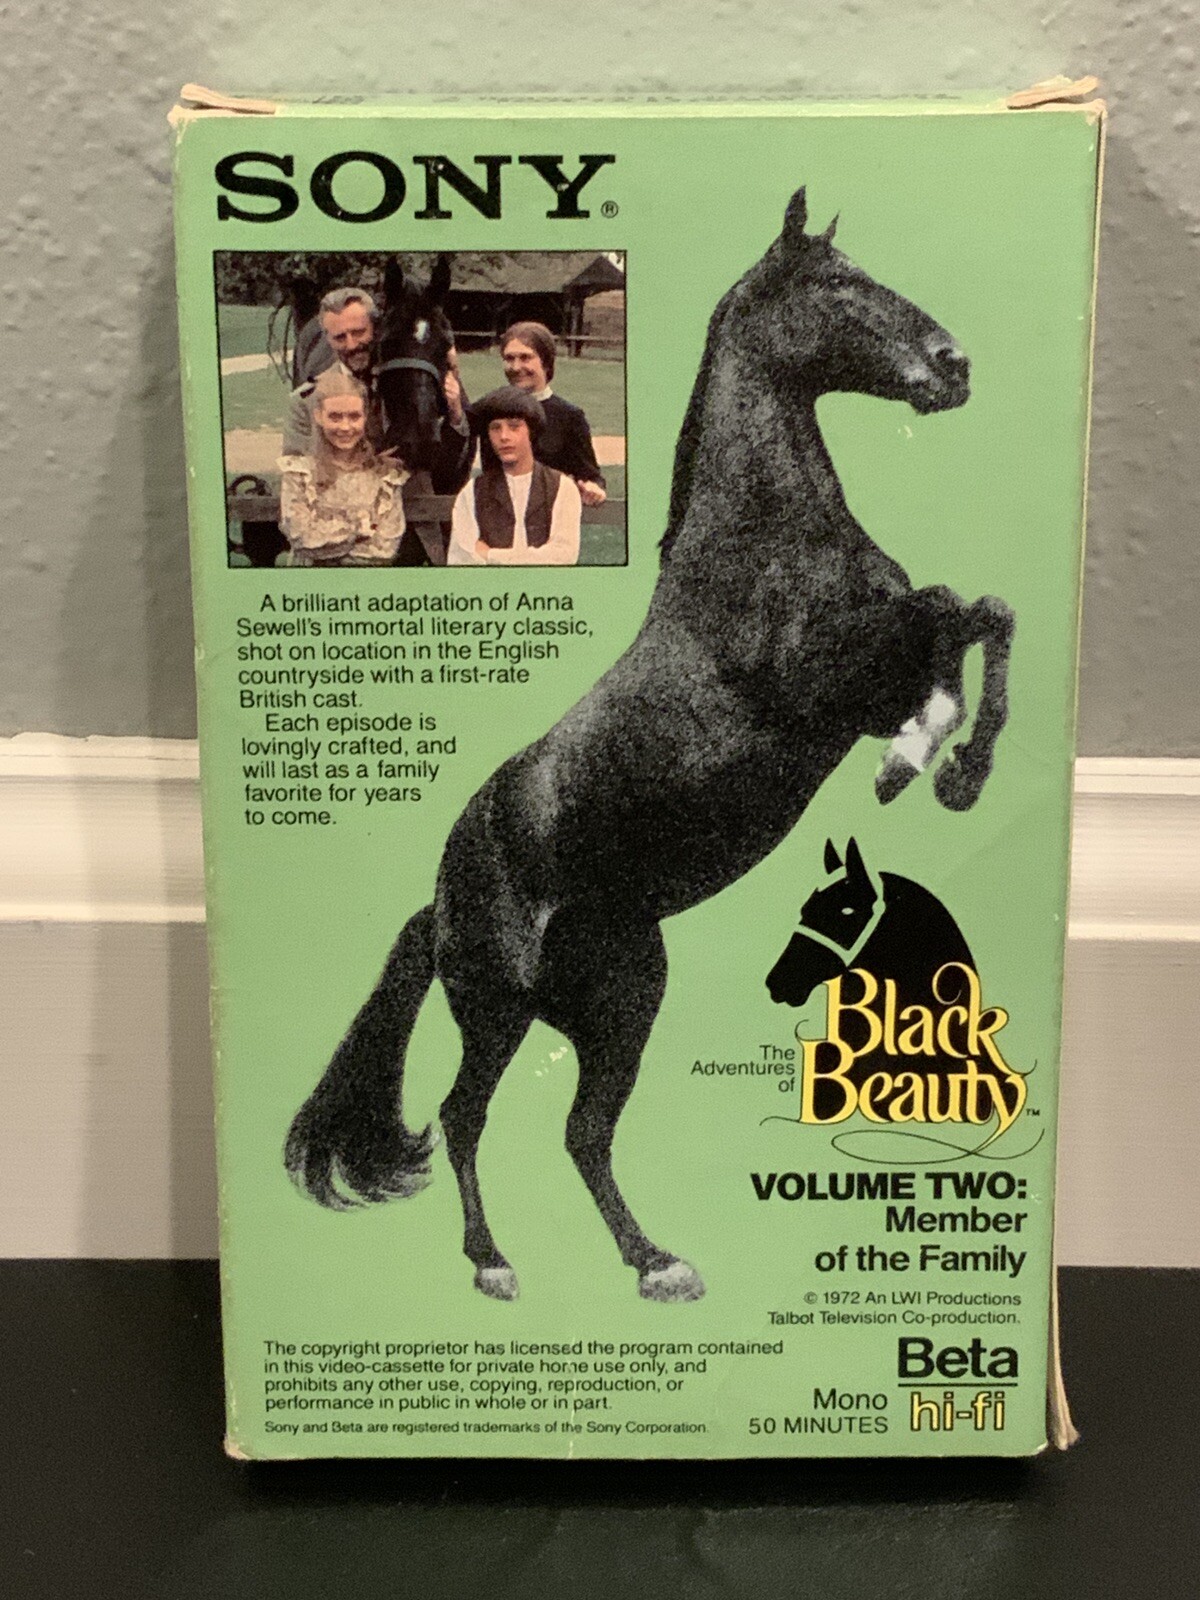 SONY®
A brilliant adaptation of Anna
Sewell's immortal literary classic,
shot on location in the English
countryside with a first-rate
British cast.
Each episode is
lovingly crafted, and
will last as a family
favorite for years
to come.
The
Adventures
of
Black
Beauty™
VOLUME TWO:
Member
of the Family
© 1972 An LWI Productions
Talbot Television Co-production.
The copyright proprietor has licensed the program contained
in this video-cassette for private home use only, and
prohibits any other use, copying, reproduction, or
performance in public in whole or in part.
Sony and Beta are registered trademarks of the Sony Corporation.
Mono
50 MINUTES
Beta
hi-fi